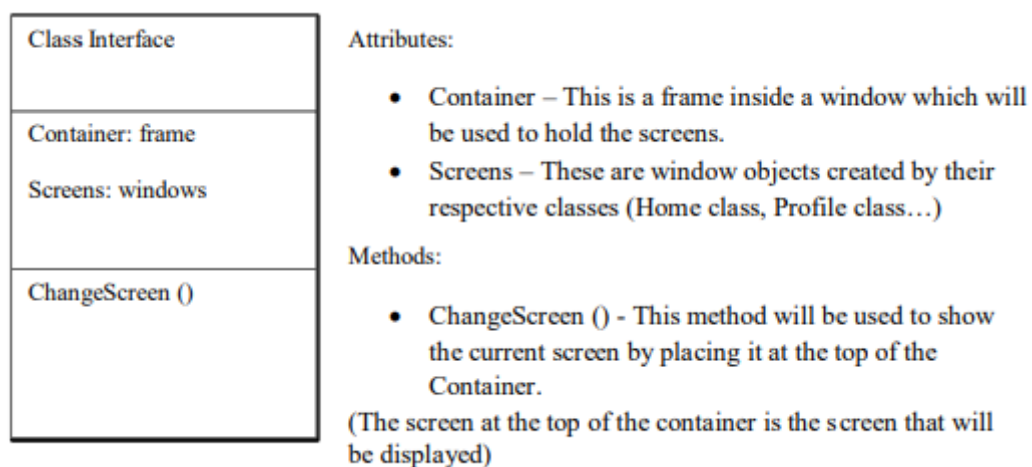 Class Interface
Container: frame
Screens: windows
ChangeScreen ()
Attributes:
• Container – This is a frame inside a window which will
be used to hold the screens.
• Screens – These are window objects created by their
respective classes (Home class, Profile class…)
Methods:
• ChangeScreen () - This method will be used to show
the current screen by placing it at the top of the
Container.
(The screen at the top of the container is the screen that will
be displayed)